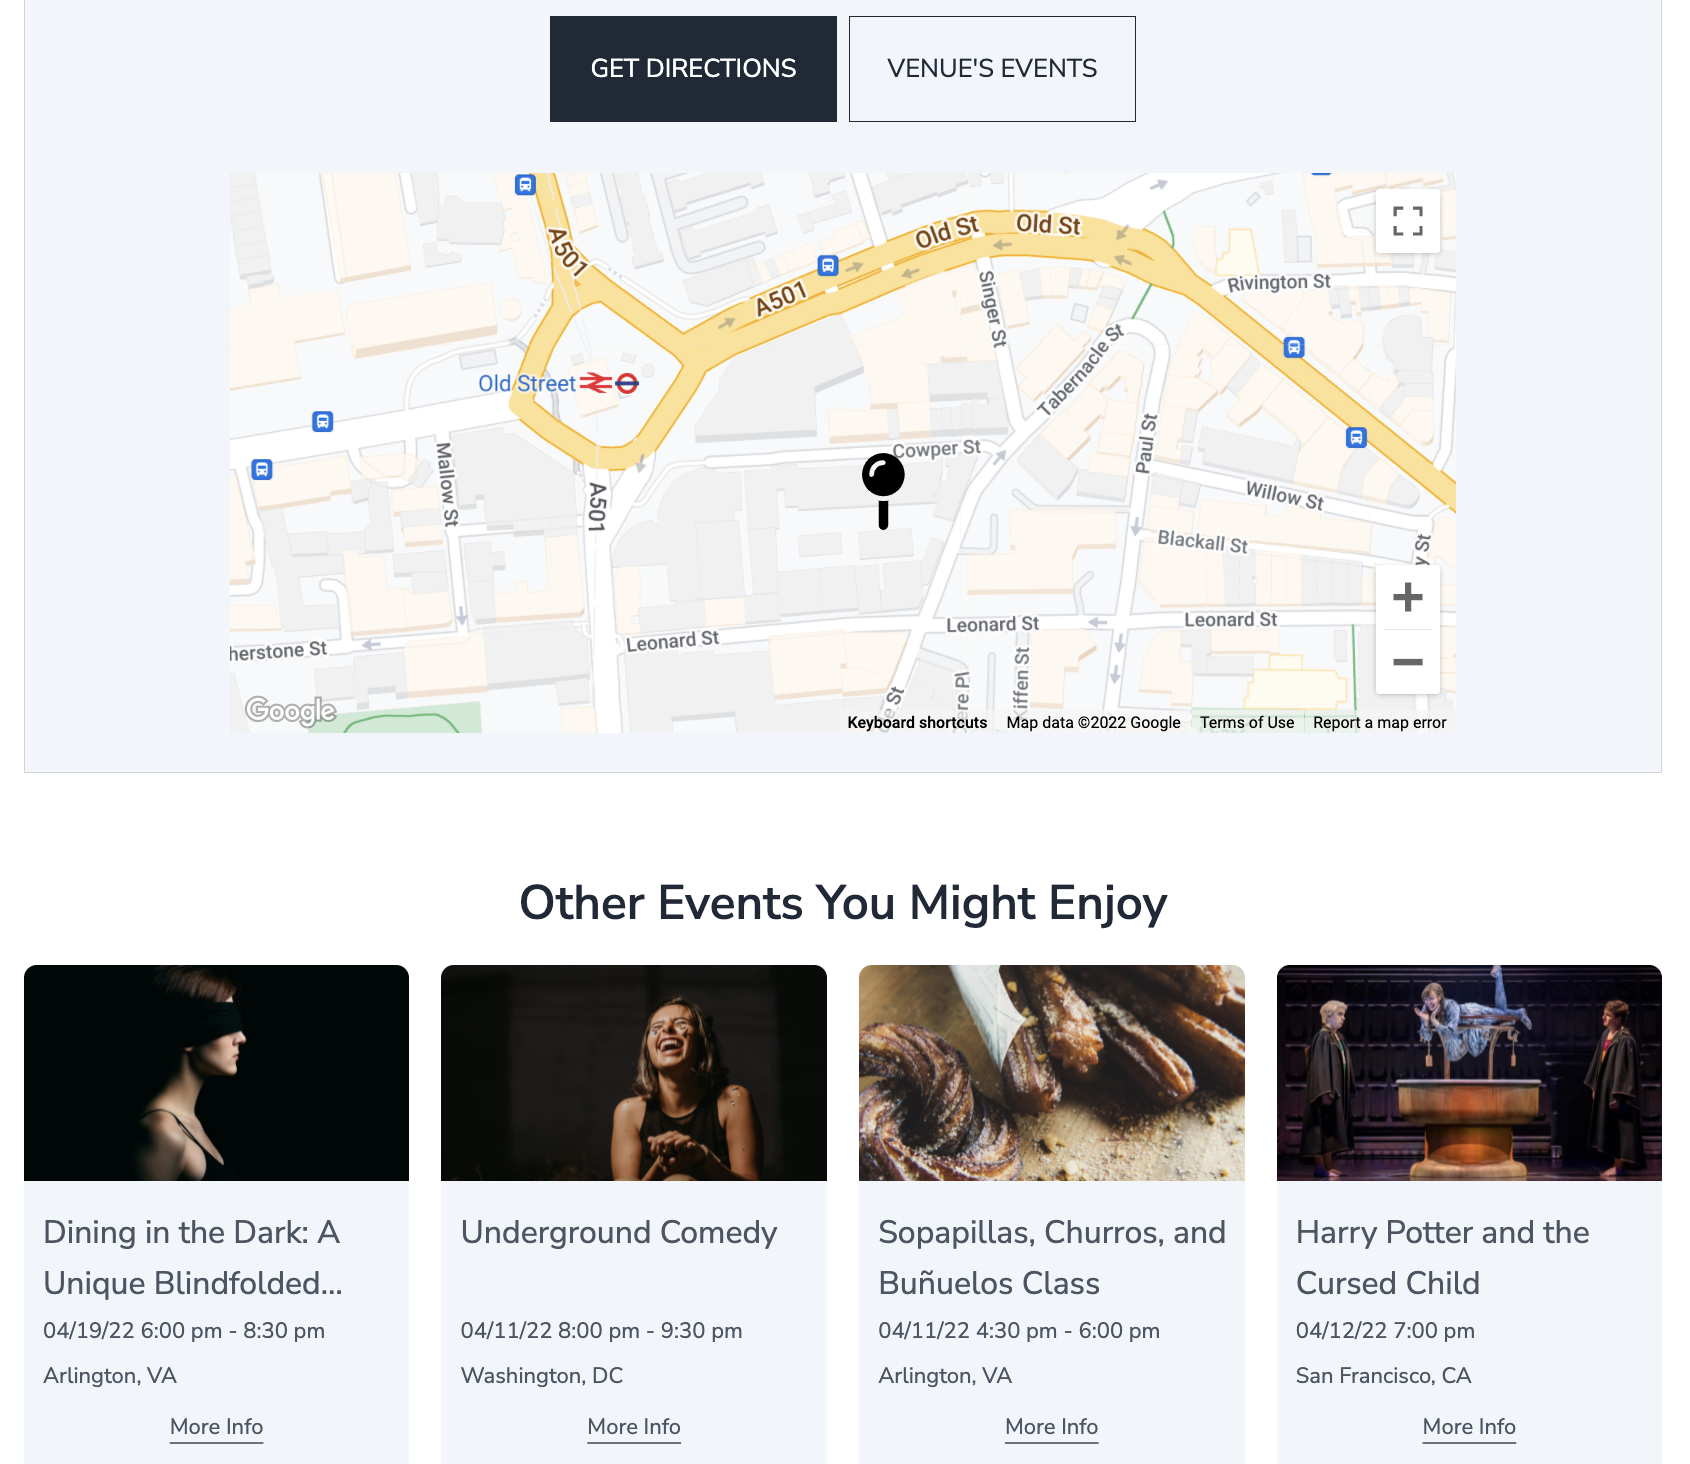 GET DIRECTIONS
VENUE'S EVENTS
A501
Old St
Old St
A501
Rivington St
Singer St
Old Street
Tabernacle St
Mallow St
Cowper St
Paul St
A501
Willow St
Blackall St
y St
Leonard St
Leonard St
Leonard St
herstone St
e St
ere Pl
Kiffen St
Google
Keyboard shortcuts
Map data ©2022 Google
Terms of Use
Report a map error
Other Events You Might Enjoy
Dining in the Dark: A
Unique Blindfolded...
04/19/22 6:00 pm - 8:30 pm
Arlington, VA
More Info
Underground Comedy
04/11/22 8:00 pm - 9:30 pm
Washington, DC
More Info
Sopapillas, Churros, and
Buñuelos Class
04/11/22 4:30 pm - 6:00 pm
Arlington, VA
More Info
Harry Potter and the
Cursed Child
04/12/22 7:00 pm
San Francisco, CA
More Info